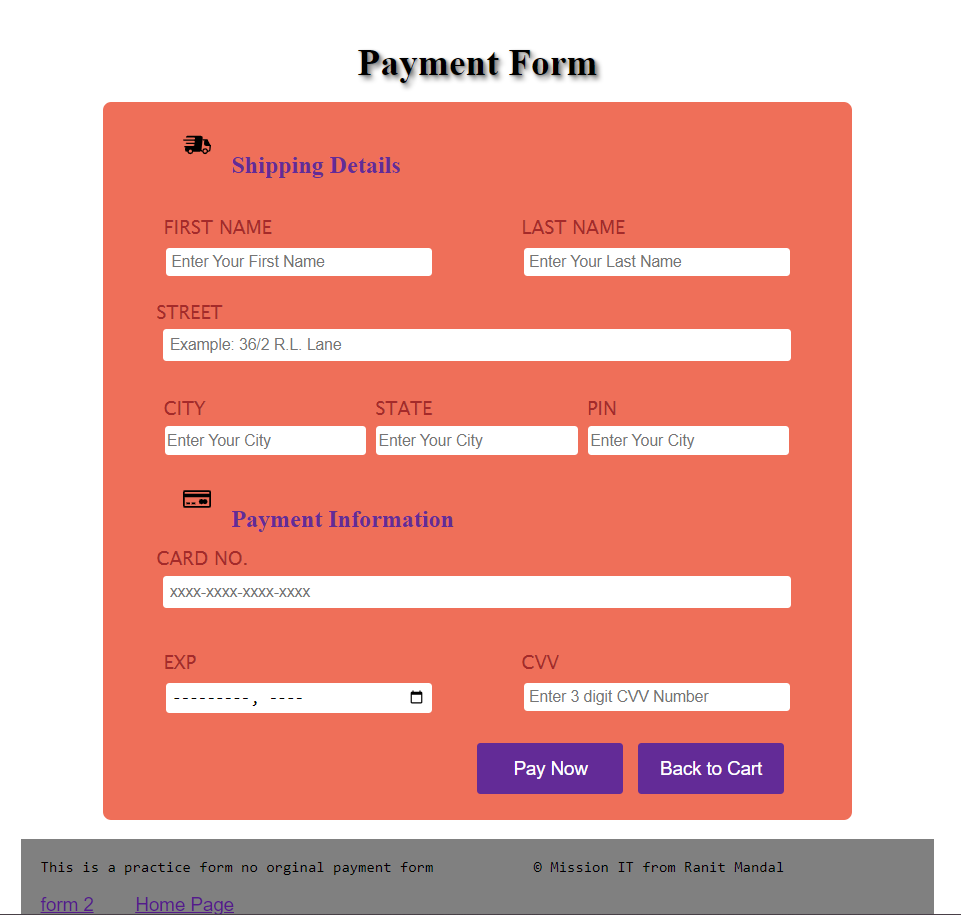 Payment Form
Shipping Details
FIRST NAME LAST NAME
Enter Your First Name Enter Your Last Name
STREET
Example: 36/2 R.L. Lane
CITY STATE PIN
Enter Your City Enter Your City Enter Your City
Payment Information
CARD NO.
xxxx-xxxx-xxxx-xxxx
EXP CVV
---------, ---- Enter 3 digit CVV Number
Pay Now Back to Cart
This is a practice form no orginal payment form © Mission IT from Ranit Mandal
form 2 Home Page